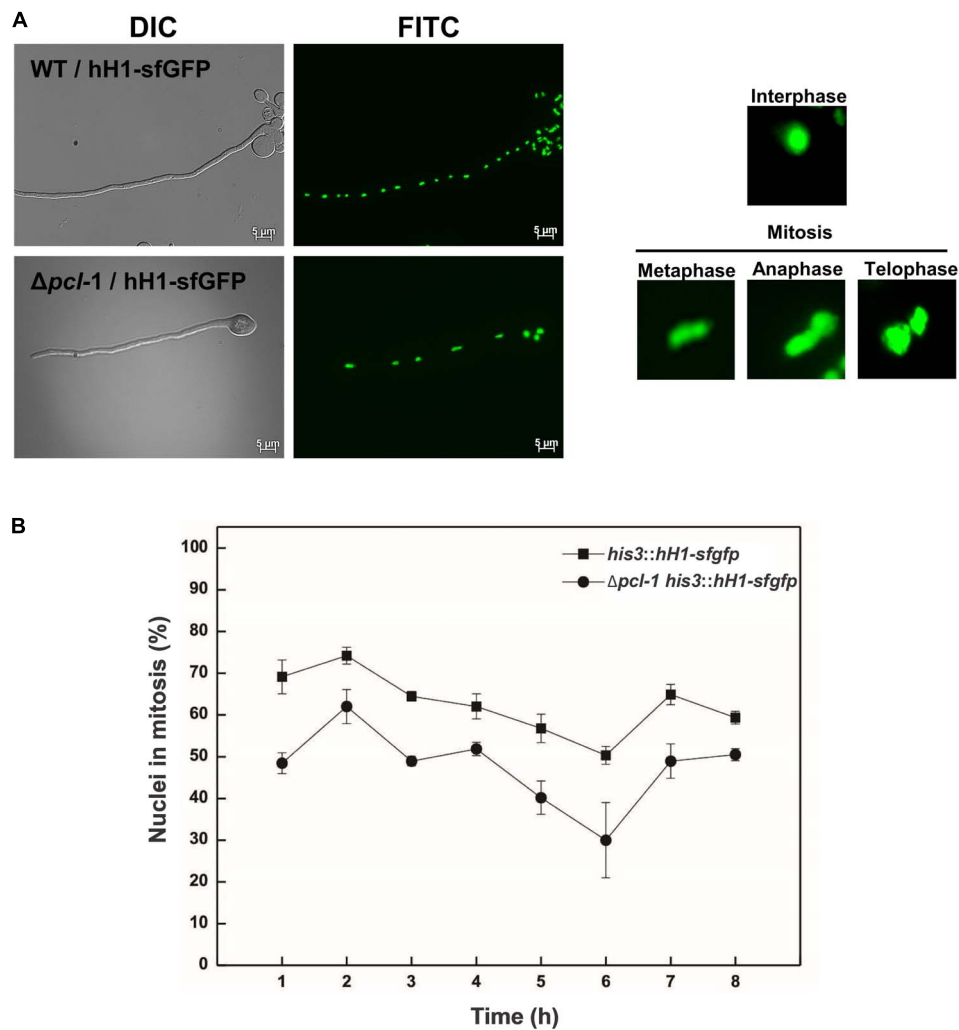 A
DIC
FITC
WT / hH1-sfGFP
5 µm
5 µm
Δpcl-1 / hH1-sfGFP
5 µm
5 µm
Interphase
Mitosis
Metaphase
Anaphase
Telophase
B
his3::hH1-sfgfp
Δpcl-1 his3::hH1-sfgfp
Nuclei in mitosis (%)
100
90
80
70
60
50
40
30
20
10
0
1 2 3 4 5 6 7 8
Time (h)